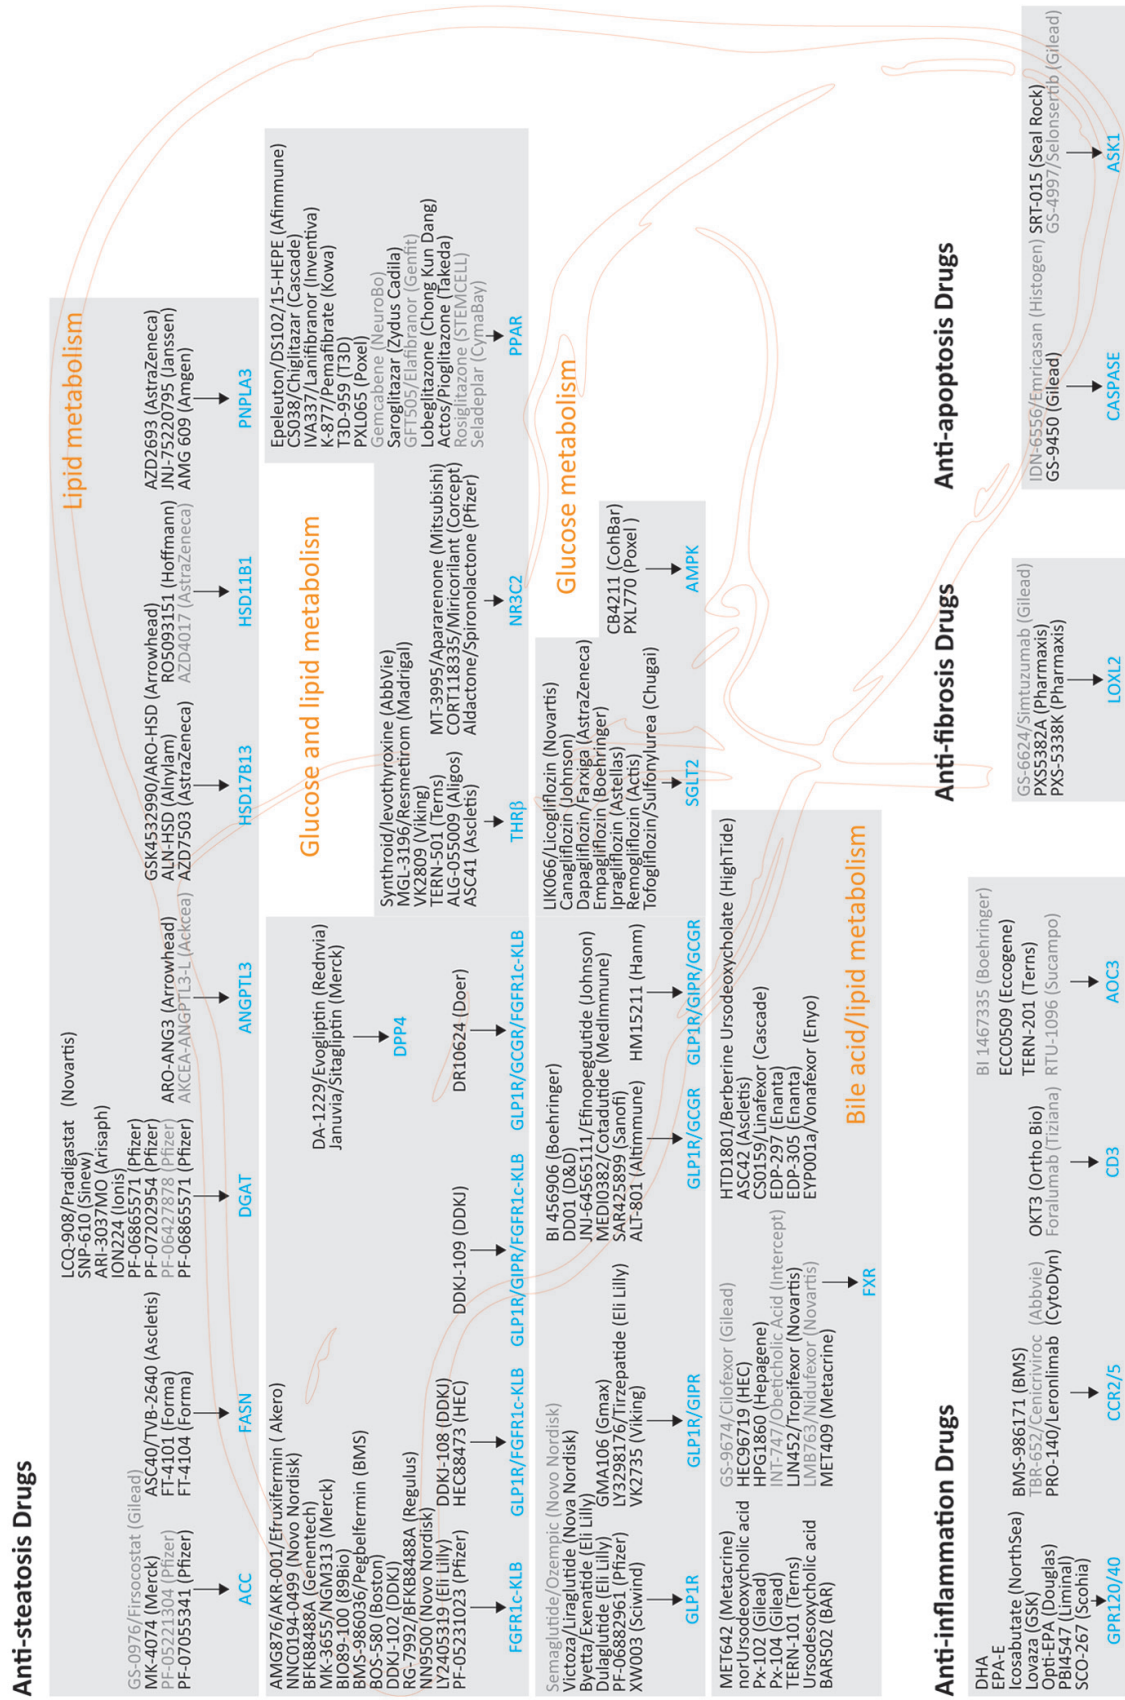 Anti-steatosis Drugs
Lipid metabolism
GS-0976/Firsocostat (Gilead)
MK-4074 (Merck)
PF-05221304 (Pfizer)
PF-07055341 (Pfizer)
ACC
ASC40/TVB-2640 (Ascletis)
FT-4101 (Forma)
FT-4104 (Forma)
FASN
LCQ-908/Pradigastat (Novartis)
SNP-610 (Sinew)
ARI-3037MO (Arisaph)
ION224 (Ionis)
PF-06865571 (Pfizer)
PF-07202954 (Pfizer)
PF-06427878 (Pfizer)
PF-06865571 (Pfizer)
DGAT
ARO-ANG3 (Arrowhead)
AKCEA-ANGPTL3-L (Ackcea)
ANGPTL3
GSK4532990/ARO-HSD (Arrowhead)
ALN-HSD (Alnylam)
AZD7503 (AstraZeneca)
HSD17B13
RO5093151 (Hoffmann)
AZD4017 (AstraZeneca)
HSD11B1
AZD2693 (AstraZeneca)
JNJ-75220795 (Janssen)
AMG 609 (Amgen)
PNPLA3
Glucose and lipid metabolism
AMG876/AKR-001/Efruxifermin ( Akero)
NNC0194-0499 (Novo Nordisk)
BFKB8488A (Genentech)
MK-3655/NGM313 (Merck)
BIO89-100 (89Bio)
BMS-986036/Pegbelfermin (BMS)
BOS-580 (Boston)
DDKJ-102 (DDKJ)
RG-7992/BFKB8488A (Regulus)
NN9500 (Novo Nordisk)
LY2405319 (Eli Lilly)
PF-05231023 (Pfizer)
FGFR1c-KLB
DDKJ-108 (DDKJ)
HEC88473 (HEC)
GLP1R/FGFR1c-KLB
DDKJ-109 (DDKJ)
GLP1R/GIPR/FGFR1c-KLB
DA-1229/Evogliptin (Rednvia)
Januvia/Sitagliptin (Merck)
DPP4
DR10624 (Doer)
GLP1R/GCGR/FGFR1c-KLB
Synthroid/levothyroxine (AbbVie)
MGL-3196/Resmetirom (Madrigal)
VK2809 (Viking)
TERN-501 (Terns)
ALG-055009 (Aligos)
ASC41 (Ascletis)
THRβ
MT-3995/Apararenone (Mitsubishi)
CORT118335/Miricorilant (Corcept)
Aldactone/Spironolactone (Pfizer)
NR3C2
Epeleuton/DS102/15-HEPE (Afimmune)
CS038/Chiglitazar (Cascade)
IVA337/Lanifibranor (Inventiva)
K-877/Pemafibrate (Kowa)
T3D-959 (T3D)
PXL065 (Poxel)
Gemcabene (NeuroBo)
Saroglitazar (Zydus Cadila)
GFT505/Elafibranor (Genfit)
Lobeglitazone (Chong Kun Dang)
Actos/Pioglitazone (Takeda)
Rosiglitazone (STEMCELL)
Seladeplar (CymaBay)
PPAR
Glucose metabolism
Semaglutide/Ozempic (Novo Nordisk)
Victoza/Liraglutide (Nova Nordisk)
Byetta/Exenatide (Eli Lilly)
Dulaglutide (Eli Lilly)
PF-06882961 (Pfizer)
XW003 (Sciwind)
GLP1R
GMA106 (Gmax)
LY3298176/Tirzepatide (Eli Lilly)
VK2735 (Viking)
GLP1R/GIPR
BI 456906 (Boehringer)
DD01 (D&D)
JNJ-64565111/Efinopegdutide (Johnson)
MEDI0382/Cotadutide (MedImmune)
SAR425899 (Sanofi)
ALT-801 (Altimmune)
GLP1R/GCGR
HM15211 (Hanm)
GLP1R/GIPR/GCGR
LIK066/Licogliflozin (Novartis)
Canagliflozin (Johnson)
Dapagliflozin/Farxiga (AstraZeneca)
Empagliflozin (Boehringer)
Ipragliflozin (Astellas)
Remogliflozin (Actis)
Tofogliflozin/Sulfonylurea (Chugai)
SGLT2
CB4211 (CohBar)
PXL770 (Poxel )
AMPK
MET642 (Metacrine)
norUrsodeoxycholic acid
Px-102 (Gilead)
Px-104 (Gilead)
TERN-101 (Terns)
Ursodeoxycholic acid
BAR502 (BAR)
GS-9674/Cilofexor (Gilead)
HEC96719 (HEC)
HPG1860 (Hepagene)
INT-747/Obeticholic Acid (Intercept)
LIN452/Tropifexor (Novartis)
LMB763/Nidufexor (Novartis)
MET409 (Metacrine)
HTD1801/Berberine Ursodeoxycholate (HighTide)
ASC42 (Ascletis)
CS0159/Linafexor (Cascade)
EDP-297 (Enanta)
EDP-305 (Enanta)
EYP001a/Vonafexor (Enyo)
FXR
Bile acid/lipid metabolism
Anti-inflammation Drugs
DHA
EPA-E
Icosabutate (NorthSea)
Lovaza (GSK)
Opti-EPA (Douglas)
PBI4547 (Liminal)
SCO-267 (Scohia)
GPR120/40
BMS-986171 (BMS)
TBR-652/Cenicriviroc (Abbvie)
PRO-140/Leronlimab (CytoDyn)
CCR2/5
OKT3 (Ortho Bio)
Foralumab (Tiziana)
CD3
BI 1467335 (Boehringer)
ECC0509 (Eccogene)
TERN-201 (Terns)
RTU-1096 (Sucampo)
AOC3
Anti-fibrosis Drugs
GS-6624/Simtuzumab (Gilead)
PXS5382A (Pharmaxis)
PXS-5338K (Pharmaxis)
LOXL2
Anti-apoptosis Drugs
IDN-6556/Emricasan (Histogen)
GS-9450 (Gilead)
CASPASE
SRT-015 (Seal Rock)
GS-4997/Selonsertib (Gilead)
ASK1